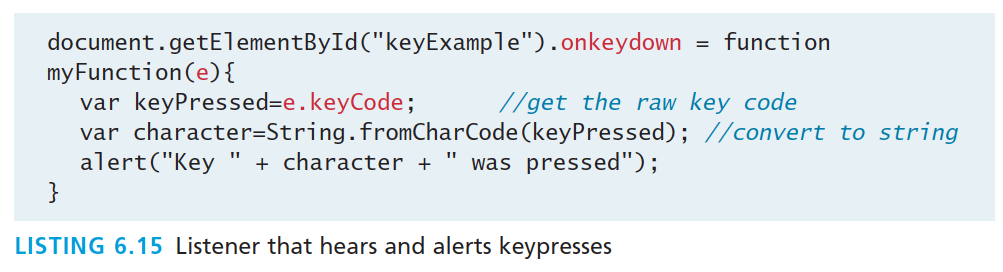 document.getElementById("keyExample").onkeydown = function
myFunction(e){
var keyPressed=e.keyCode; //get the raw key code
var character=String.fromCharCode(keyPressed); //convert to string
alert("Key " + character + " was pressed");
}
LISTING 6.15 Listener that hears and alerts keypresses